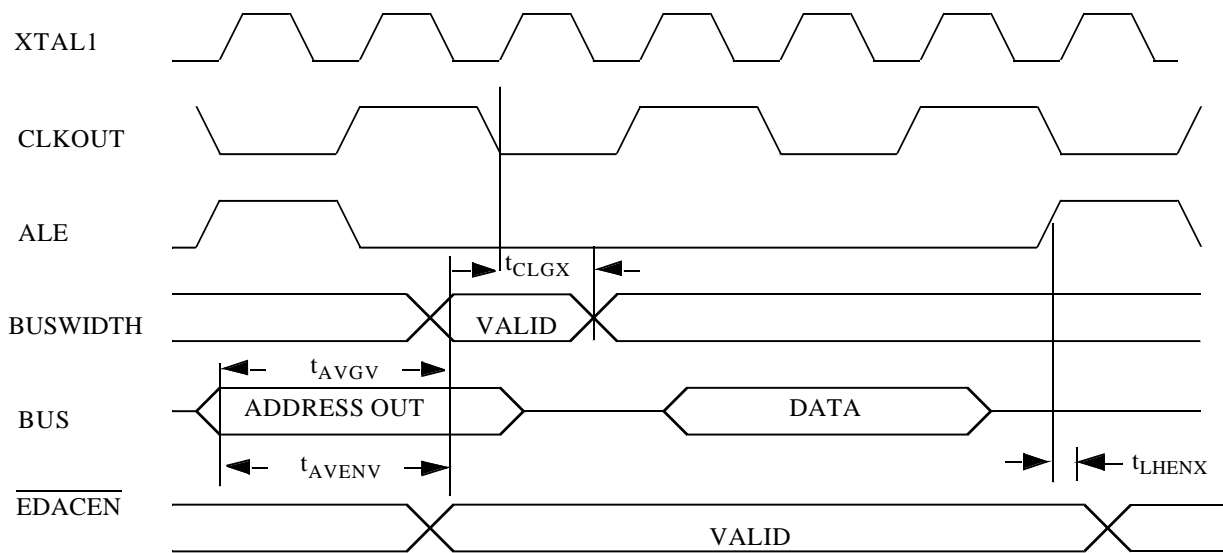 XTAL1
CLKOUT
ALE
tCLGX
BUSWIDTH
VALID
tAVGV
BUS
ADDRESS OUT
DATA
tAVENV
tLHENX
EDACEN
VALID